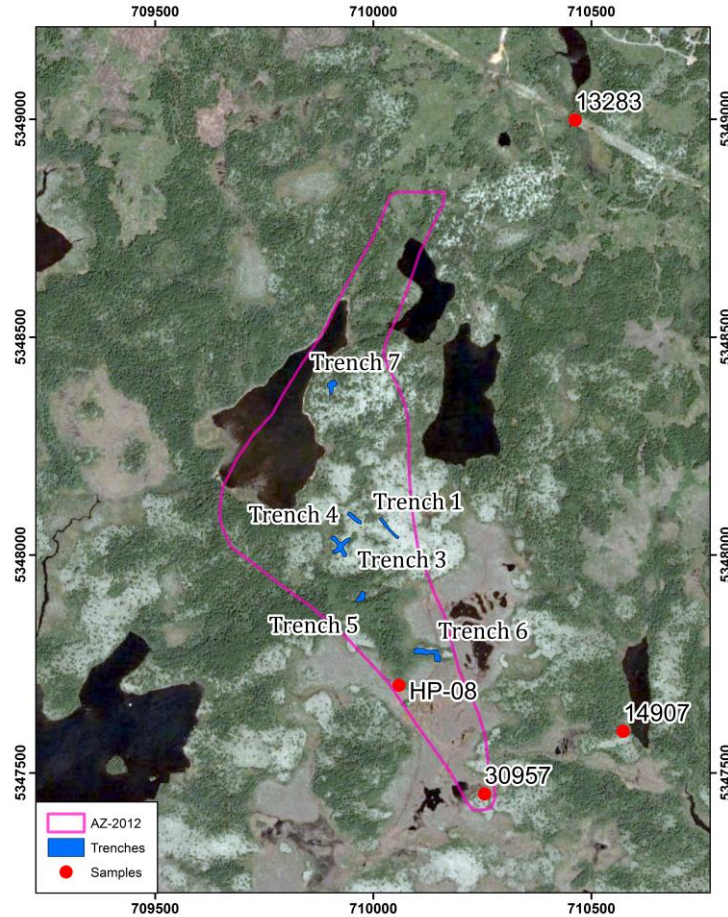 709500 710000 710500
5349000 5349000
13283
5348500 5348500
Trench 7
Trench 4 Trench 1
5348000 5348000
Trench 3
Trench 5 Trench 6
HP-08
14907
5347500 5347500
30957
AZ-2012
Trenches
Samples
709500 710000 710500